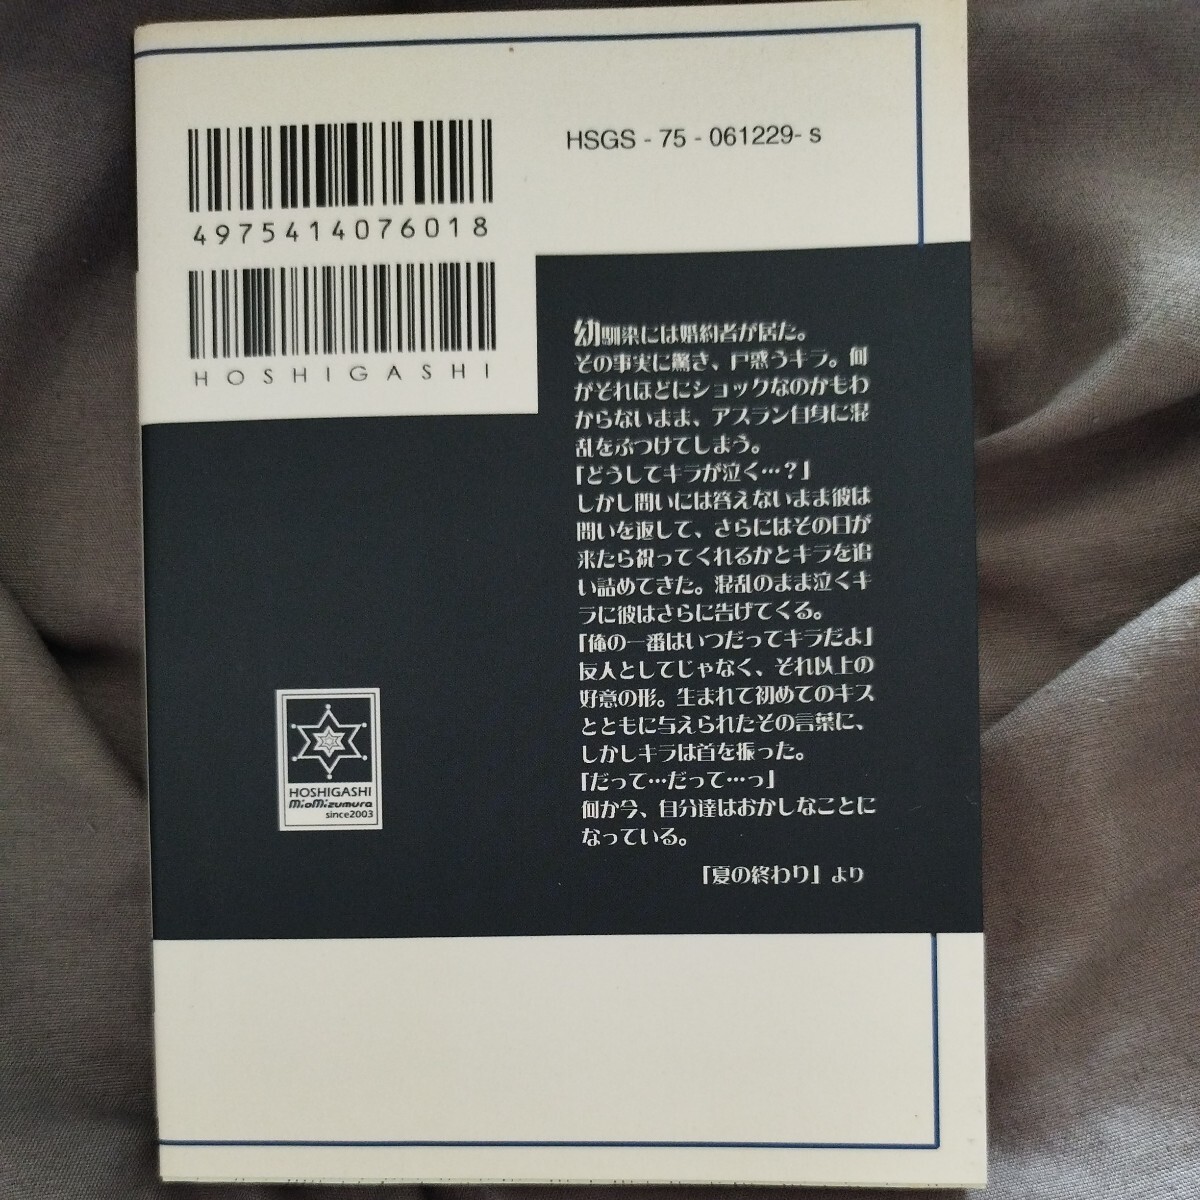 HSGS - 75 - 061229- s
4975414076018
HOSHIGASHI
幼馴染には婚約者が居た。
その事実に驚き、戸惑うキラ。何
がそれほどにショックなのかもわ
からないまま、アスラン自身に混
乱をぶつけてしまう。
「どうしてキラが泣く…？」
しかし問いには答えないまま彼は
問いを返して、さらにはその日が
来たら祝ってくれるかとキラを追
い詰めてきた。混乱のまま泣くキ
ラに彼はさらに告げてくる。
「俺の一番はいつだってキラだよ」
友人としてじゃなく、それ以上の
好意の形。生まれて初めてのキス
とともに与えられたその言葉に、
しかしキラは首を振った。
「だって…だって…っ」
何か今、自分達はおかしなことに
なっている。
「夏の終わり」より
HOSHIGASHI
MioMizumura
since2003